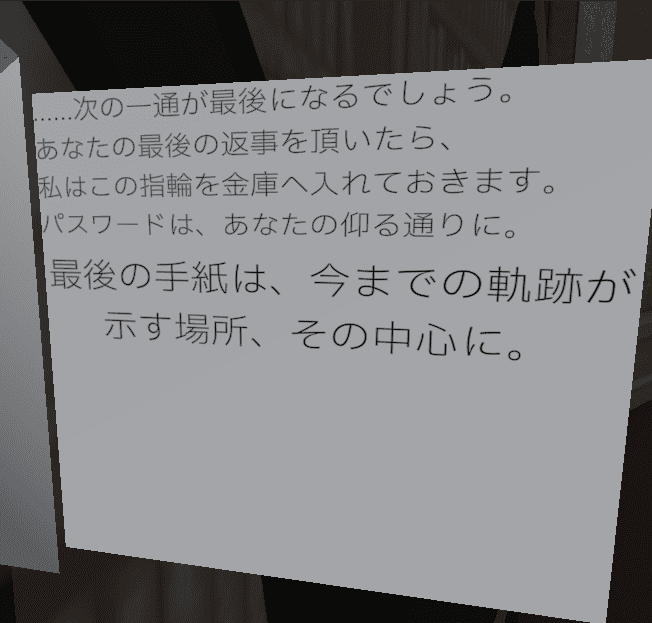 ……次の一通が最後になるでしょう。
あなたの最後の返事を頂いたら、
私はこの指輪を金庫へ入れておきます。
パスワードは、あなたの仰る通りに。
最後の手紙は、今までの軌跡が
示す場所、その中心に。